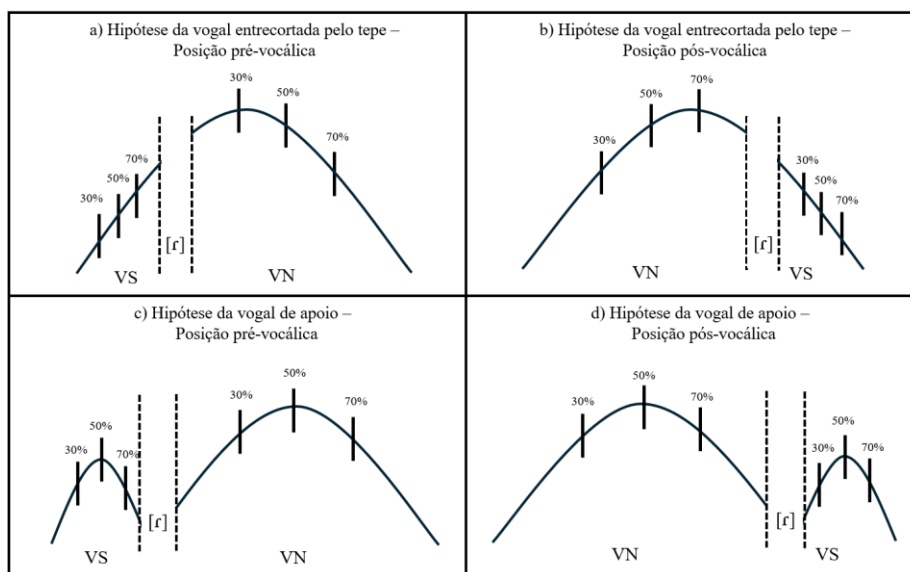 a) Hipótese da vogal entrecortada pelo tepe –
Posição pré-vocálica
30%
50%
70%
30%
50%
70%
[ɾ]
VS
VN
b) Hipótese da vogal entrecortada pelo tepe –
Posição pós-vocálica
30%
50%
70%
30%
50%
70%
[ɾ]
VN
VS
c) Hipótese da vogal de apoio –
Posição pré-vocálica
30%
50%
70%
30%
50%
70%
[ɾ]
VS
VN
d) Hipótese da vogal de apoio –
Posição pós-vocálica
30%
50%
70%
30%
50%
70%
[ɾ]
VN
VS